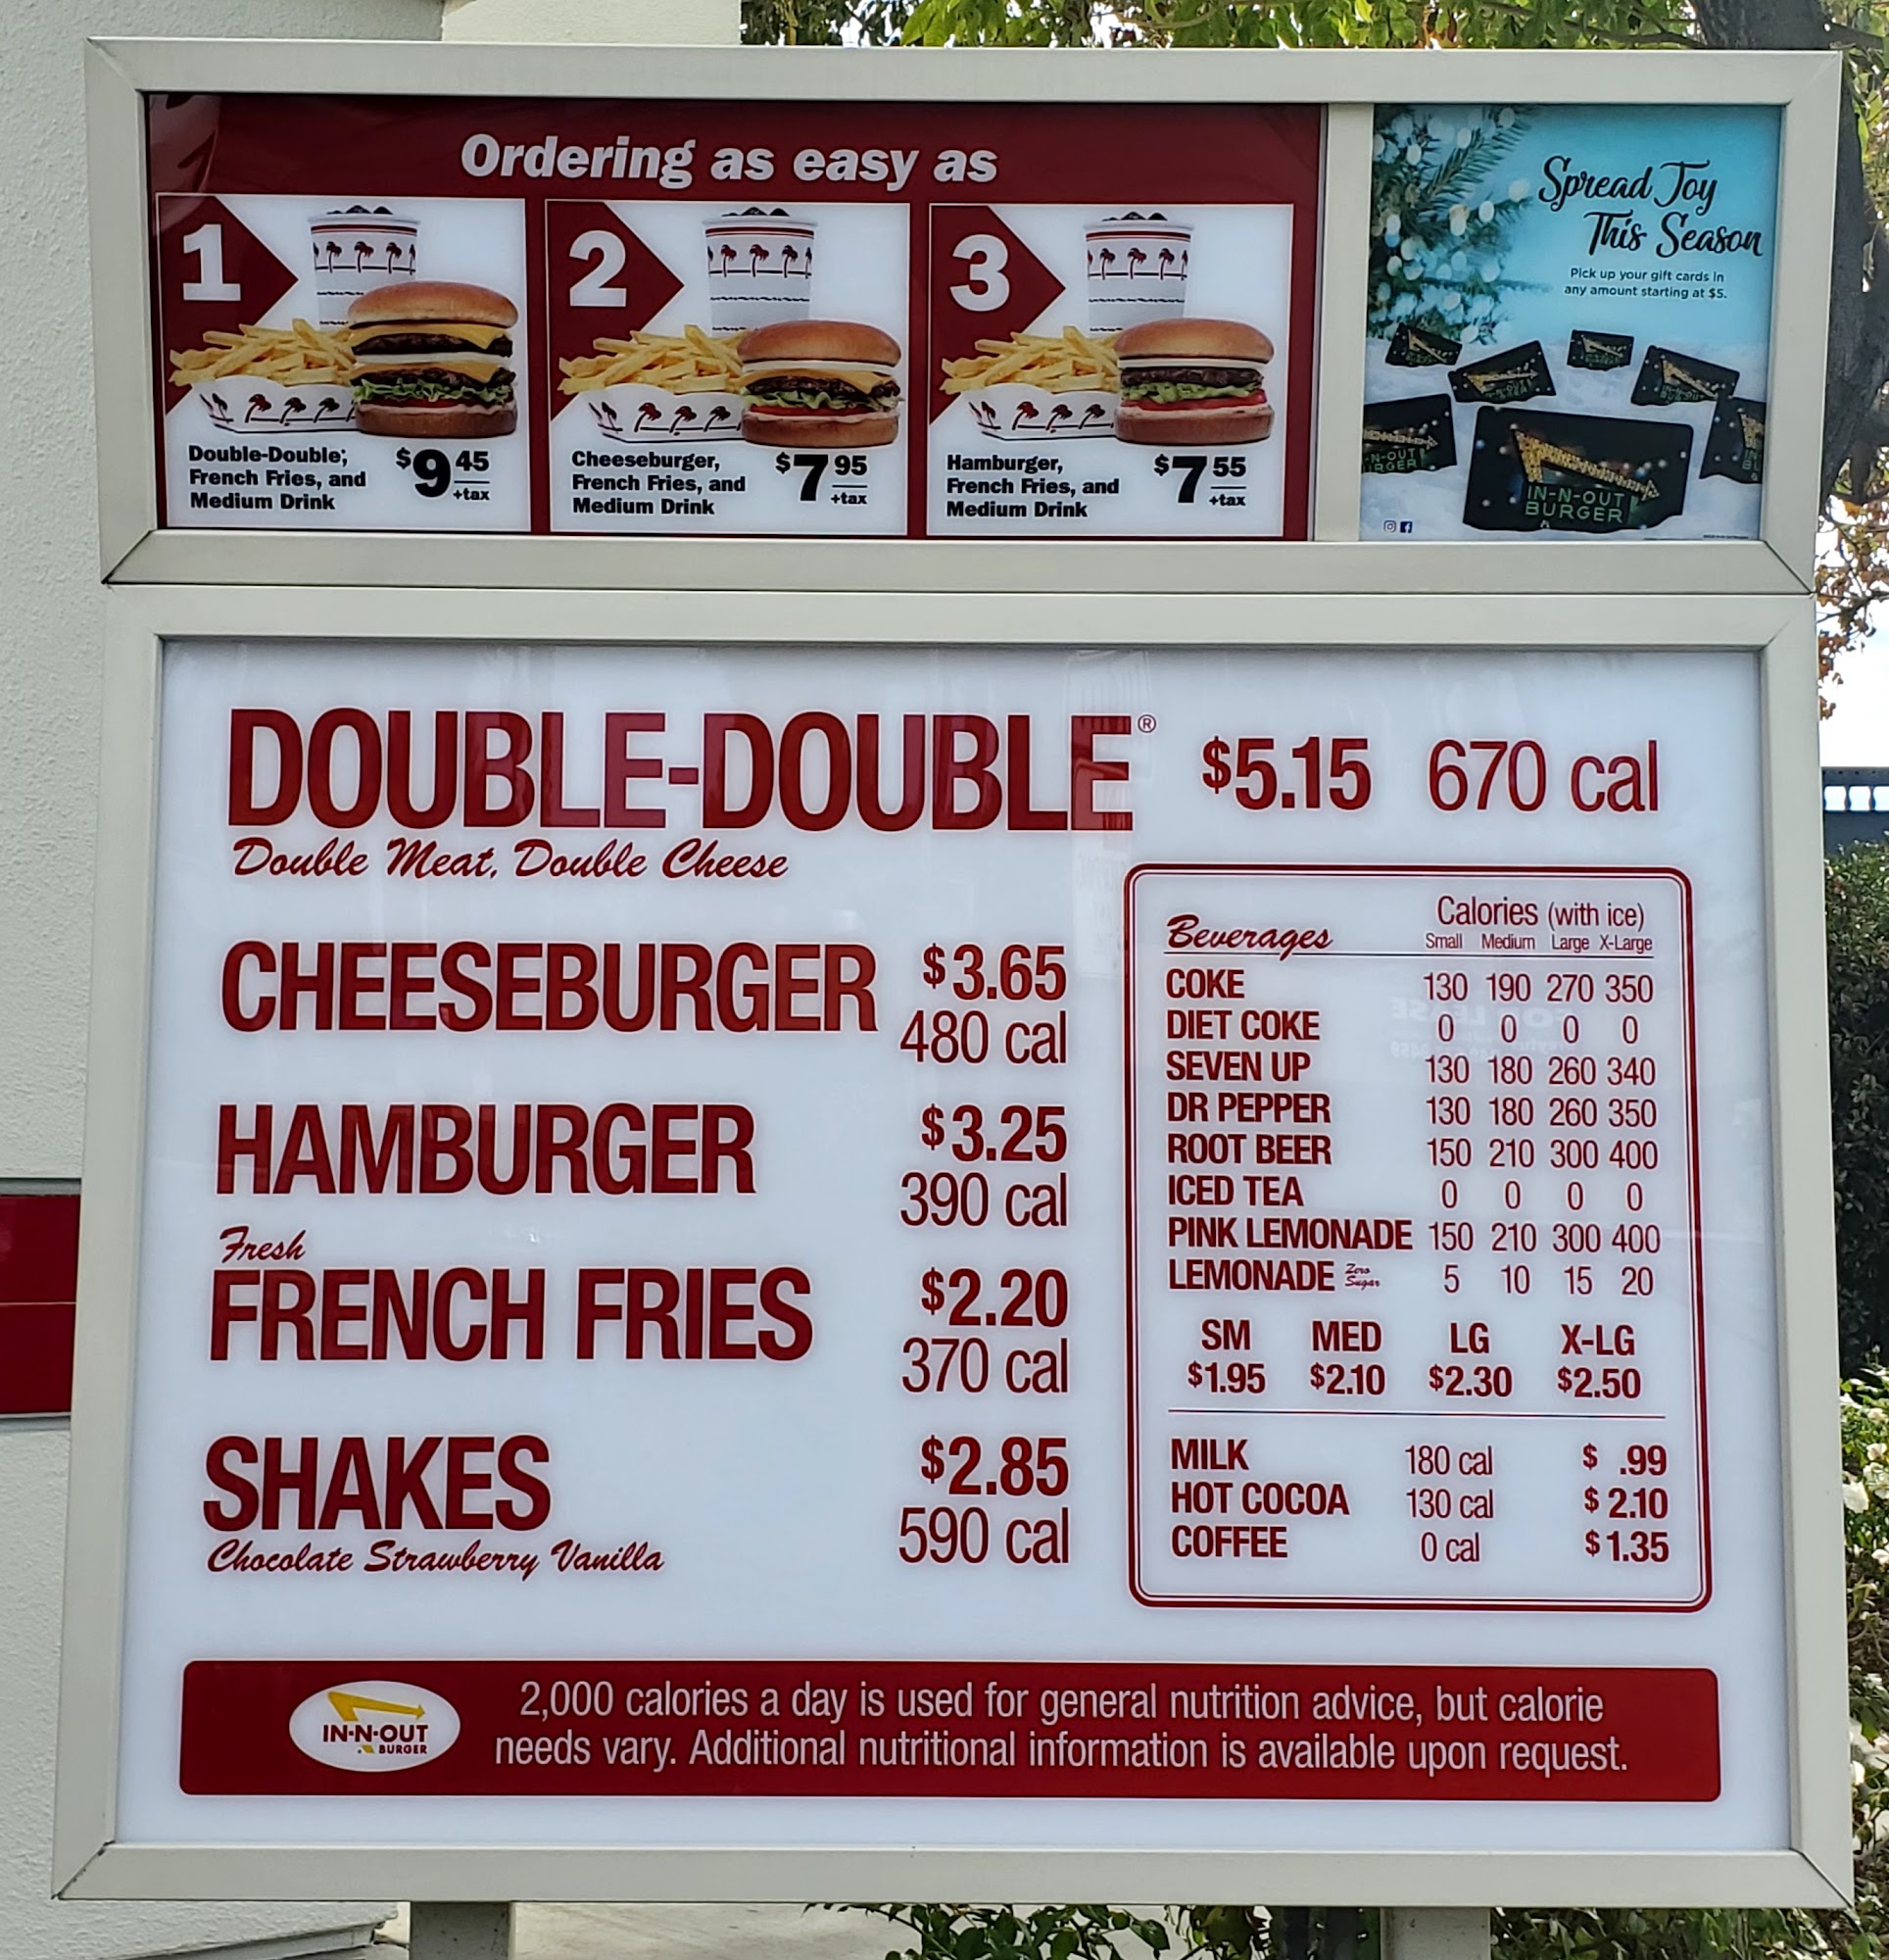 Ordering as easy as
1
Double-Double,
French Fries, and
Medium Drink
$9 45
+tax
2
Cheeseburger,
French Fries, and
Medium Drink
$7 95
+tax
3
Hamburger,
French Fries, and
Medium Drink
$7 55
+tax
Spread Joy
This Season
Pick up your gift cards in
any amount starting at $5.
IN-N-OUT
BURGER
DOUBLE-DOUBLE® $5.15 670 cal
Double Meat, Double Cheese
CHEESEBURGER $3.65
480 cal
HAMBURGER $3.25
390 cal
Fresh
FRENCH FRIES $2.20
370 cal
SHAKES $2.85
590 cal
Chocolate Strawberry Vanilla
Calories (with ice)
Beverages Small Medium Large X-Large
COKE 130 190 270 350
DIET COKE 0 0 0 0
SEVEN UP 130 180 260 340
DR PEPPER 130 180 260 350
ROOT BEER 150 210 300 400
ICED TEA 0 0 0 0
PINK LEMONADE 150 210 300 400
LEMONADE Zero Sugar 5 10 15 20
SM MED LG X-LG
$1.95 $2.10 $2.30 $2.50
MILK 180 cal $ .99
HOT COCOA 130 cal $ 2.10
COFFEE 0 cal $ 1.35
IN-N-OUT
BURGER
2,000 calories a day is used for general nutrition advice, but calorie
needs vary. Additional nutritional information is available upon request.